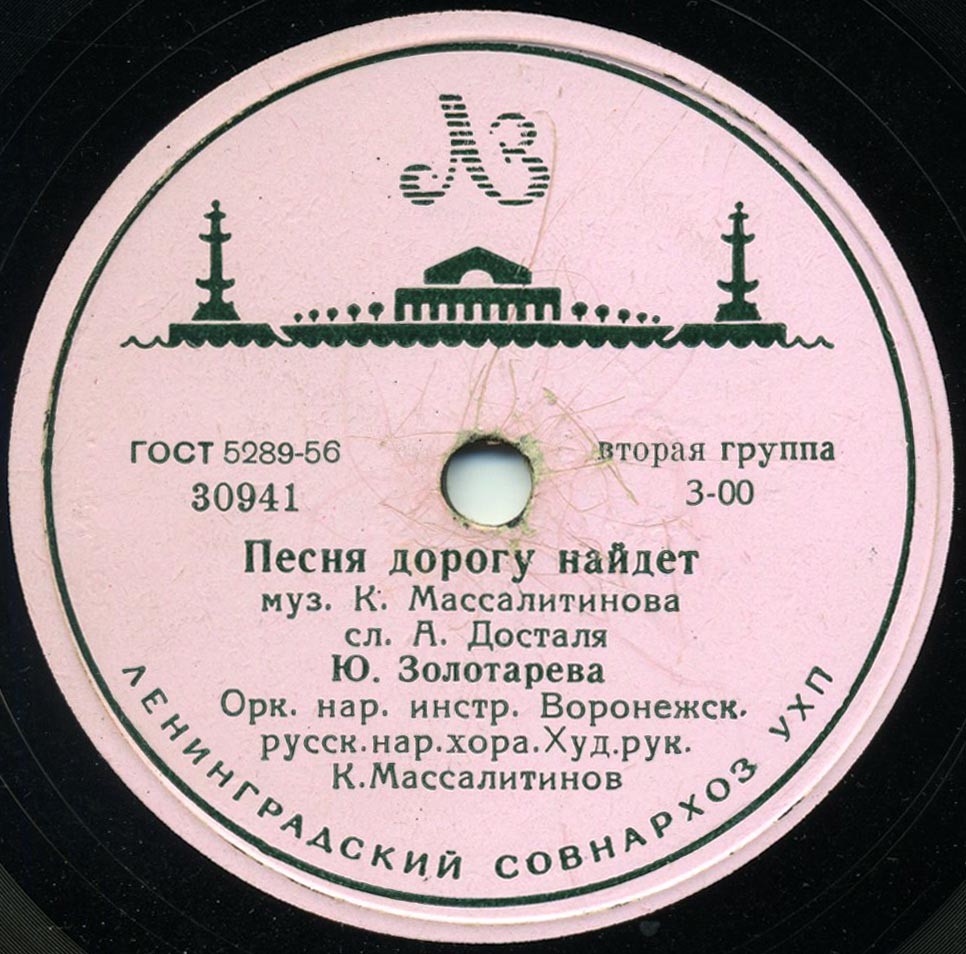 ЛЗ
ГОСТ 5289-56
вторая группа
30941
3-00
Песня дорогу найдет
муз. К. Массалитинова
сл. А. Досталя
Ю. Золотарева
Орк. нар. инстр. Воронежск.
русск.нар.хора.Худ.рук.
К.Массалитинов
ЛЕНИНГРАДСКИЙ СОВНАРХОЗ УХП